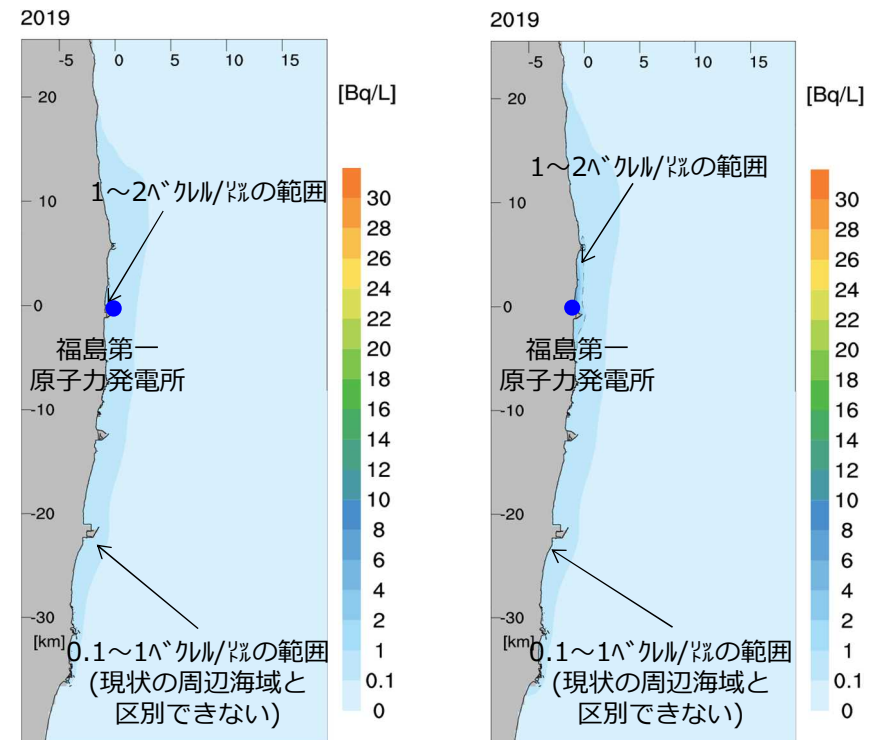 2019
-5 0 5 10 15
[Bq/L]
20
10
0
-10
-20
-30
[km]
1～2ﾍﾞｸﾚﾙ/㍑の範囲
福島第一
原子力発電所
0.1～1ﾍﾞｸﾚﾙ/㍑の範囲
(現状の周辺海域と
区別できない)
30
28
26
24
22
20
18
16
14
12
10
8
6
4
2
1
0.1
0
2019
-5 0 5 10 15
[Bq/L]
20
10
0
-10
-20
-30
[km]
1～2ﾍﾞｸﾚﾙ/㍑の範囲
福島第一
原子力発電所
0.1～1ﾍﾞｸﾚﾙ/㍑の範囲
(現状の周辺海域と
区別できない)
30
28
26
24
22
20
18
16
14
12
10
8
6
4
2
1
0.1
0